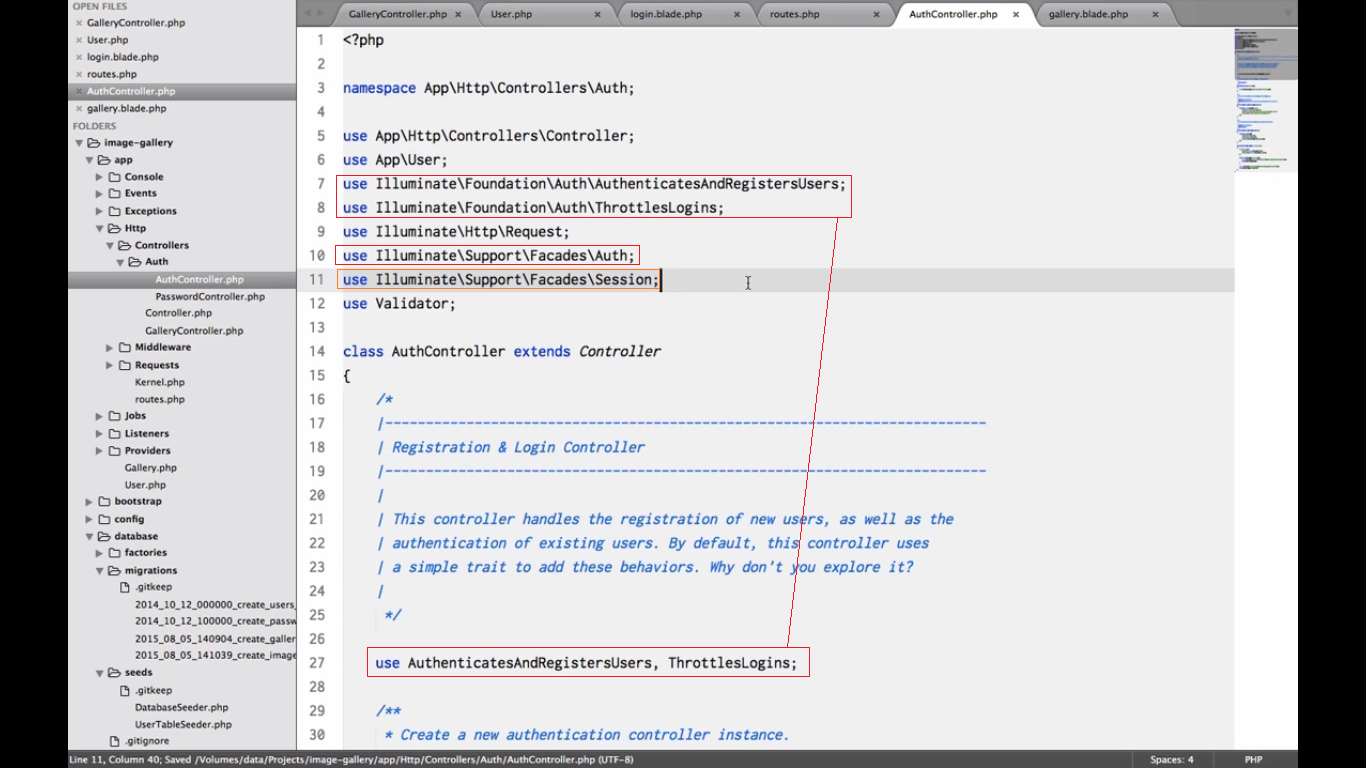 OPEN FILES
GalleryController.php
User.php
login.blade.php
routes.php
AuthController.php
gallery.blade.php
FOLDERS
image-gallery
app
Console
Events
Exceptions
Http
Controllers
Auth
AuthController.php
PasswordController.php
Controller.php
GalleryController.php
Middleware
Requests
Kernel.php
routes.php
Jobs
Listeners
Providers
Gallery.php
User.php
bootstrap
config
database
factories
migrations
.gitkeep
2014_10_12_000000_create_users_
2014_10_12_100000_create_passw
2015_08_05_140904_create_galler
2015_08_05_141039_create_image
seeds
.gitkeep
DatabaseSeeder.php
UserTableSeeder.php
.gitignore
GalleryController.php
User.php
login.blade.php
routes.php
AuthController.php
gallery.blade.php
1 <?php
2
3 namespace App\Http\Controllers\Auth;
4
5 use App\Http\Controllers\Controller;
6 use App\User;
7 use Illuminate\Foundation\Auth\AuthenticatesAndRegistersUsers;
8 use Illuminate\Foundation\Auth\ThrottlesLogins;
9 use Illuminate\Http\Request;
10 use Illuminate\Support\Facades\Auth;
11 use Illuminate\Support\Facades\Session;
12 use Validator;
13
14 class AuthController extends Controller
15 {
16 /*
17 |--------------------------------------------------------------------------
18 | Registration & Login Controller
19 |--------------------------------------------------------------------------
20 |
21 | This controller handles the registration of new users, as well as the
22 | authentication of existing users. By default, this controller uses
23 | a simple trait to add these behaviors. Why don't you explore it?
24 |
25 */
26
27 use AuthenticatesAndRegistersUsers, ThrottlesLogins;
28
29 /**
30 * Create a new authentication controller instance.
Line 11, Column 40; Saved /Volumes/data/Projects/image-gallery/app/Http/Controllers/Auth/AuthController.php (UTF-8)
Spaces: 4
PHP